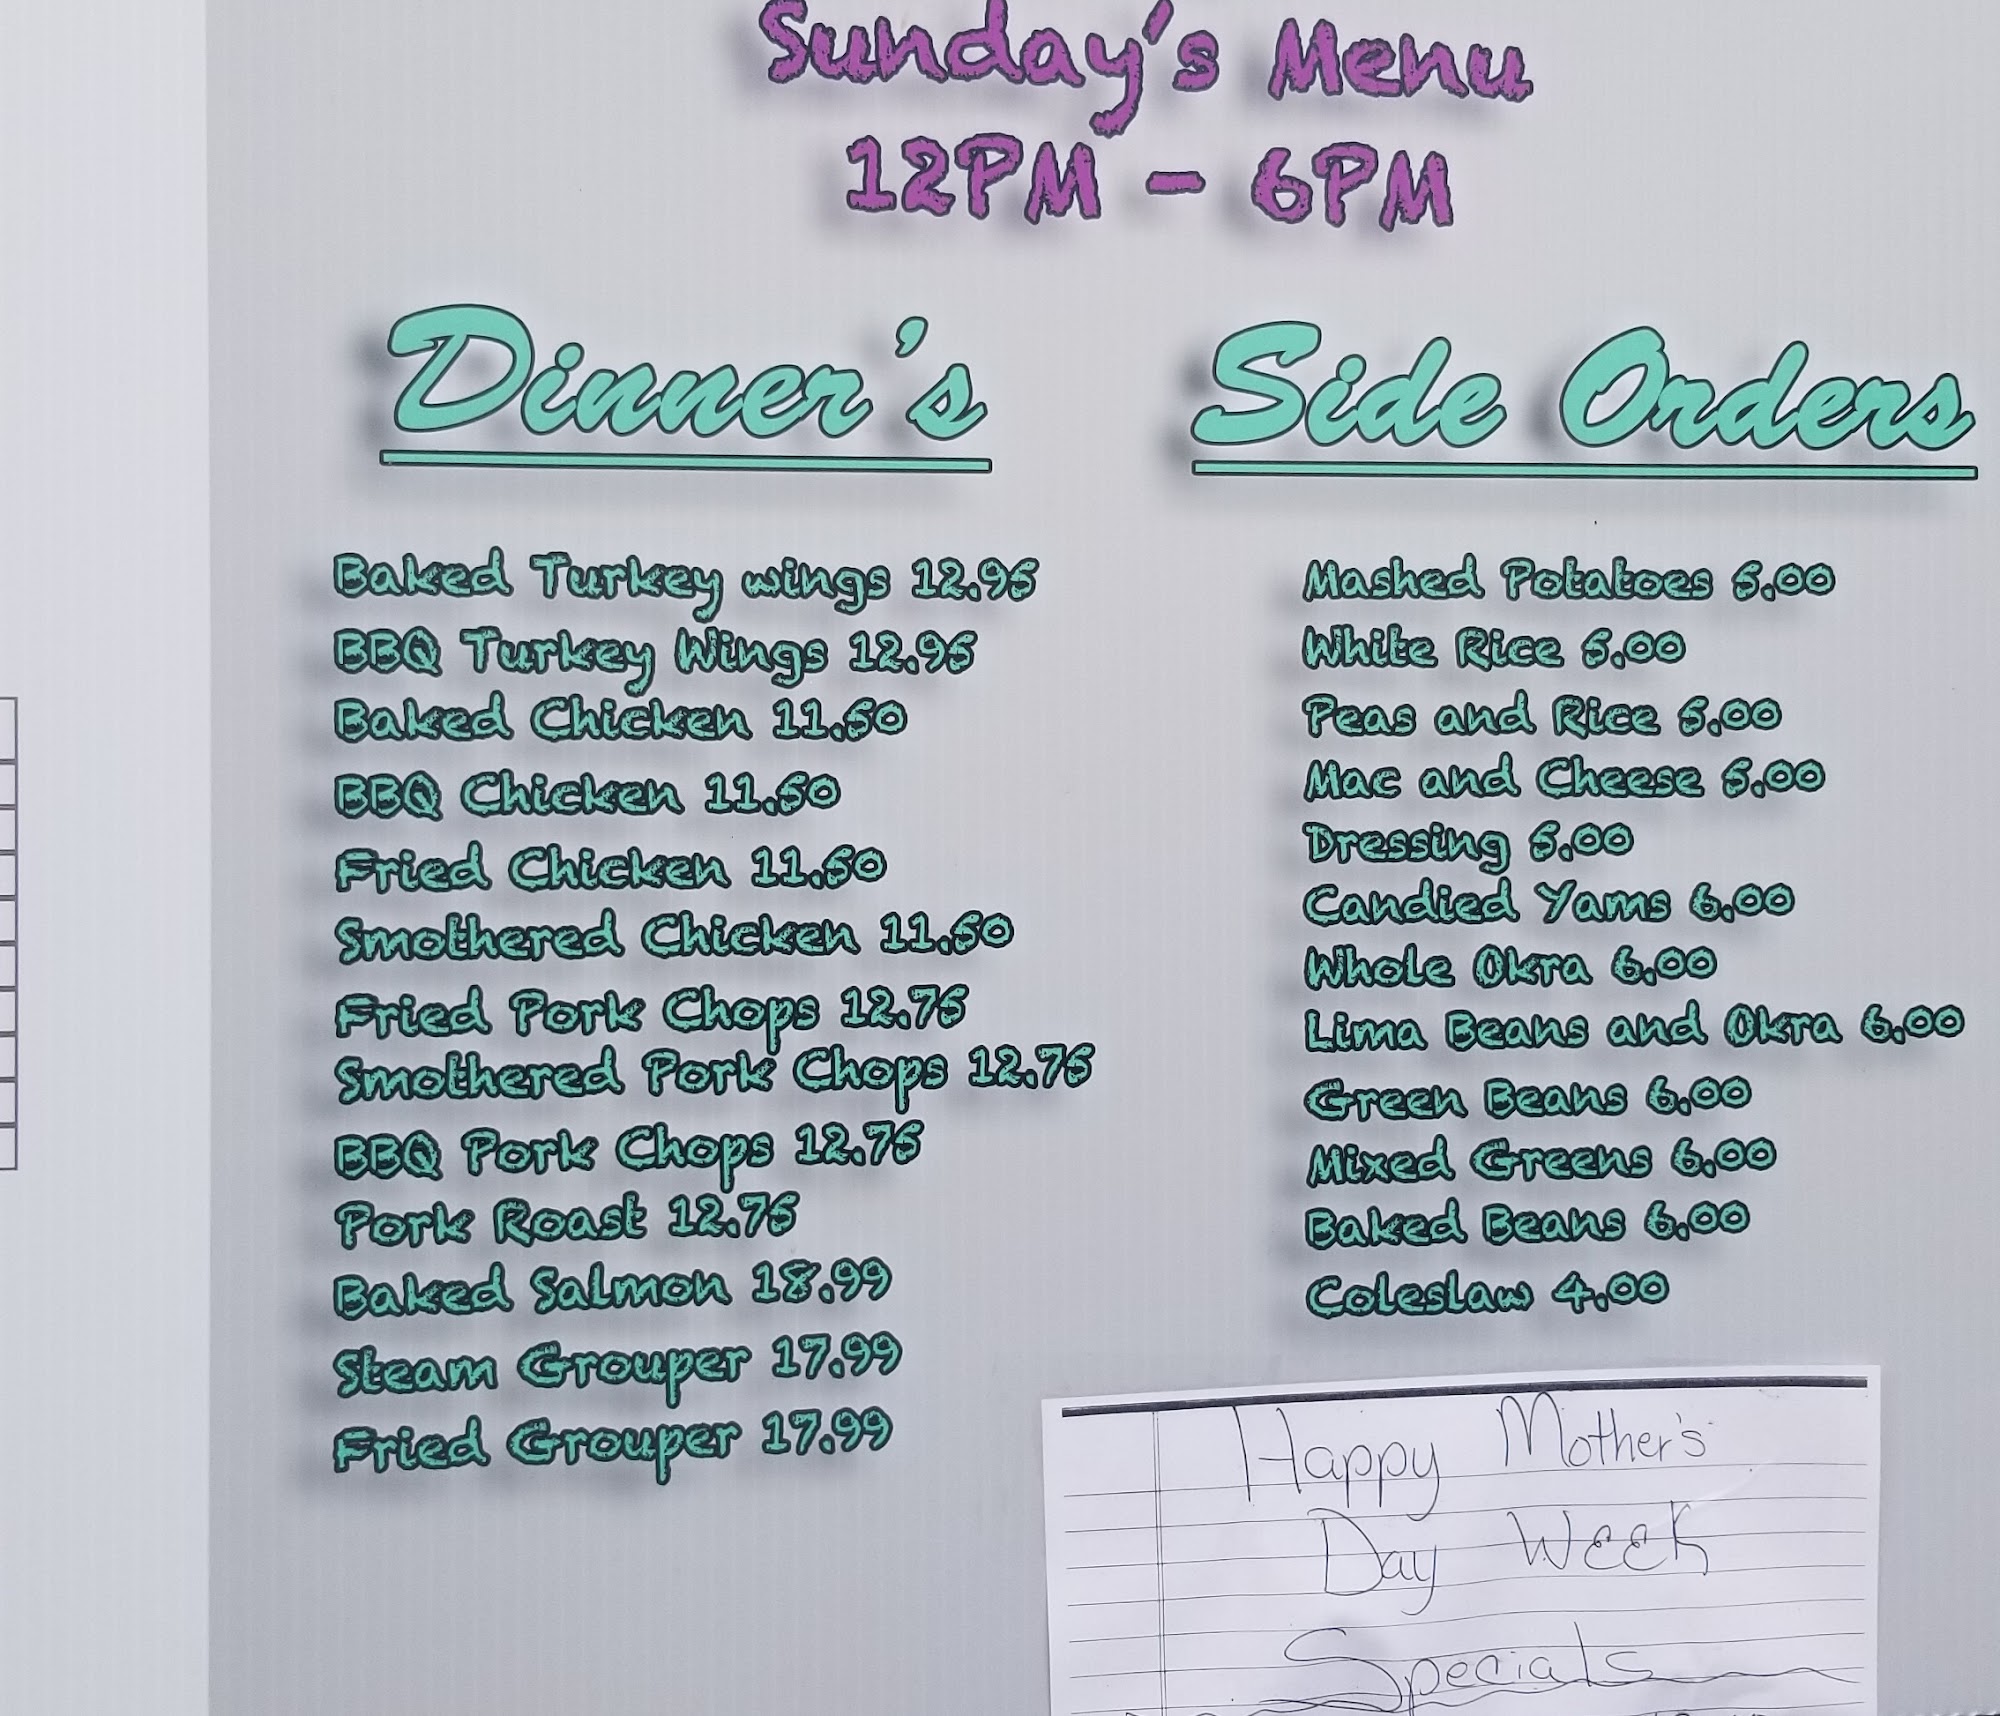 Sunday's Menu
12PM - 6PM
Dinner's
Baked Turkey wings 12.95
BBQ Turkey Wings 12.95
Baked Chicken 11.50
BBQ Chicken 11.50
Fried Chicken 11.50
Smothered Chicken 11.50
Fried Pork Chops 12.75
Smothered Pork Chops 12.75
BBQ Pork Chops 12.75
Pork Roast 12.75
Baked Salmon 18.99
Steam Grouper 17.99
Fried Grouper 17.99
Side Orders
Mashed Potatoes 5.00
White Rice 5.00
Peas and Rice 5.00
Mac and Cheese 5.00
Dressing 5.00
Candied Yams 6.00
Whole Okra 6.00
Lima Beans and Okra 6.00
Green Beans 6.00
Mixed Greens 6.00
Baked Beans 6.00
Coleslaw 4.00
Happy Mother's
Day Week
Specials